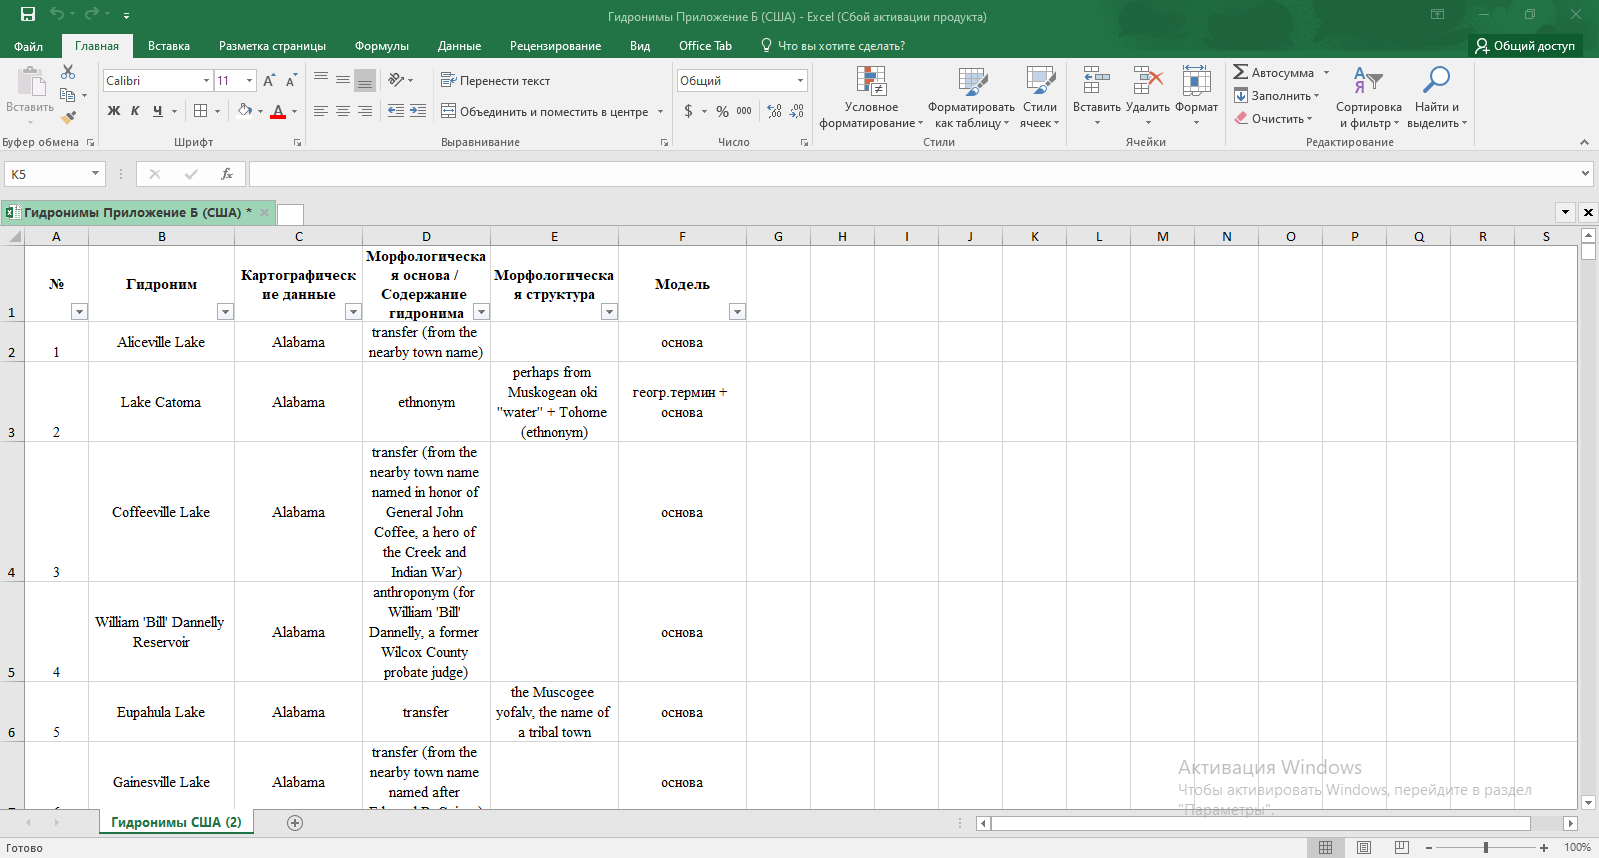 Гидронимы Приложение Б (США) - Excel (Сбой активации продукта)
Файл Главная Вставка Разметка страницы Формулы Данные Рецензирование Вид Office Tab Что вы хотите сделать? Общий доступ
Вставить
Буфер обмена
Calibri 11
Ж К Ч А
Шрифт
Перенести текст
Объединить и поместить в центре
Выравнивание
Общий
$ % 000
Число
Условное форматирование
Форматировать как таблицу
Стили ячеек
Стили
Вставить Удалить Формат
Ячейки
Автосумма
Заполнить
Очистить
Сортировка и фильтр
Найти и выделить
Редактирование
K5 fx
Гидронимы Приложение Б (США) *
A B C D E F G H I J K L M N O P Q R S
1
№
Гидроним
Картографическ
ие данные
Морфологическа
я основа /
Содержание
гидронима
Морфологическа
я структура
Модель
2
1
Aliceville Lake
Alabama
transfer (from the
nearby town name)
основа
3
2
Lake Catoma
Alabama
ethnonym
perhaps from
Muskogean oki
"water" + Tohome
(ethnonym)
геогр.термин +
основа
4
3
Coffeeville Lake
Alabama
transfer (from the
nearby town name
named in honor of
General John
Coffee, a hero of
the Creek and
Indian War)
основа
5
4
William 'Bill' Dannelly
Reservoir
Alabama
anthroponym (for
William 'Bill'
Dannelly, a former
Wilcox County
probate judge)
основа
6
5
Eupahula Lake
Alabama
transfer
the Muscogee
yofalv, the name of
a tribal town
основа
Gainesville Lake
Alabama
transfer (from the
nearby town name
named after
основа
Активация Windows
Чтобы активировать Windows, перейдите в раздел
"Параметры".
Гидронимы США (2)
Готово
100%